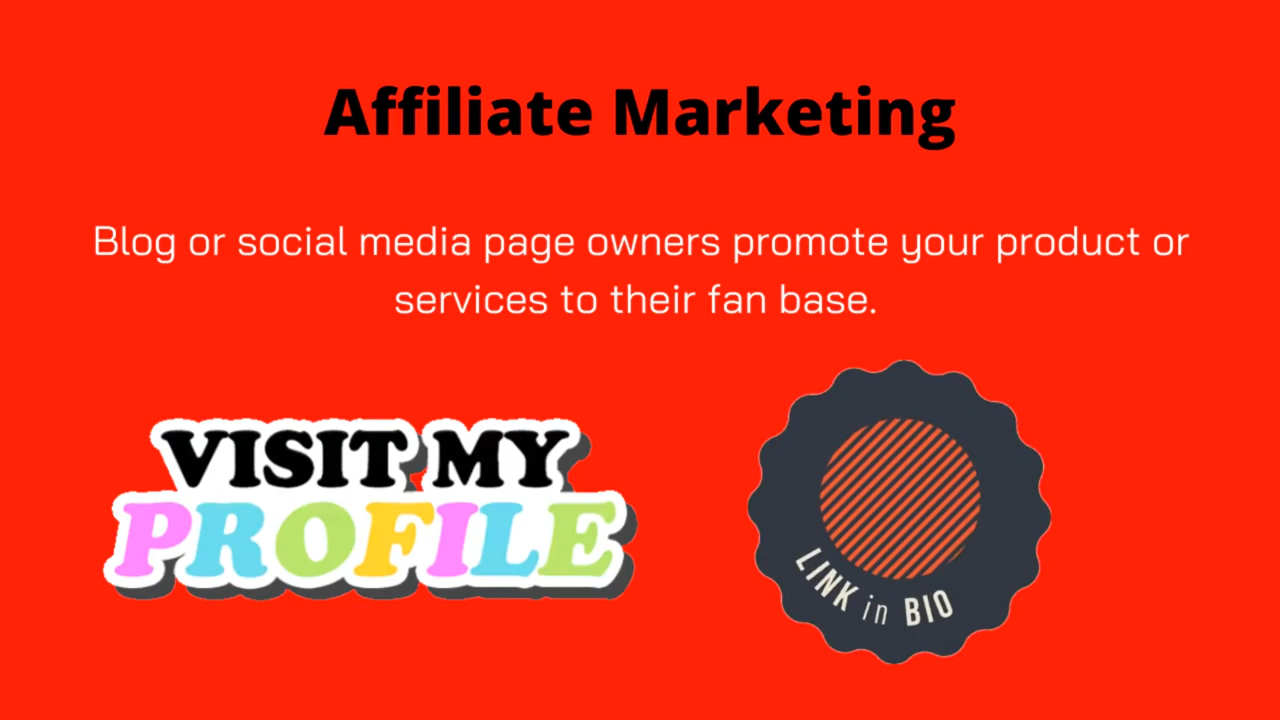 Affiliate Marketing
Blog or social media page owners promote your product or
services to their fan base.
VISIT MY
PROFILE
LINK in BIO